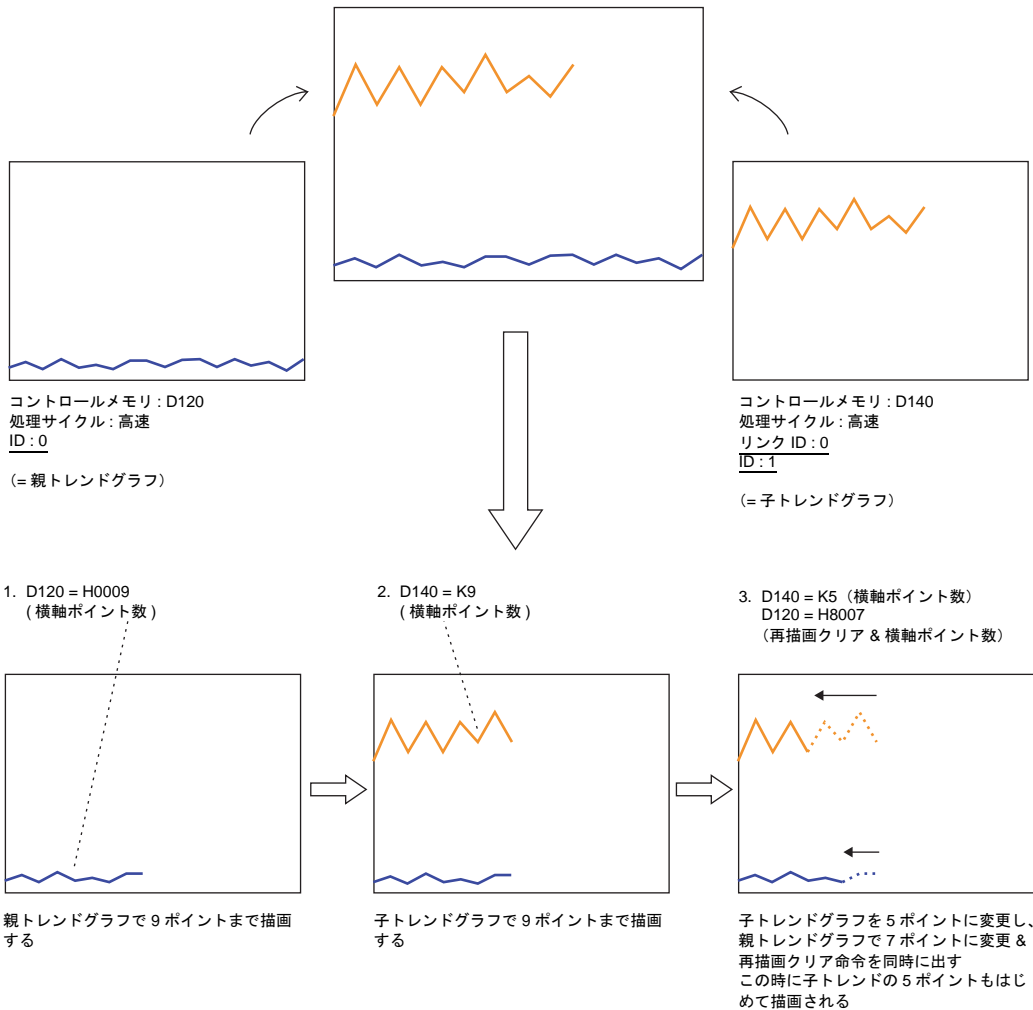 コントロールメモリ : D120
処理サイクル : 高速
ID : 0
(= 親トレンドグラフ)
コントロールメモリ : D140
処理サイクル : 高速
リンク ID : 0
ID : 1
(= 子トレンドグラフ)
1. D120 = H0009
( 横軸ポイント数 )
2. D140 = K9
( 横軸ポイント数 )
3. D140 = K5（横軸ポイント数）
D120 = H8007
（再描画クリア & 横軸ポイント数）
親トレンドグラフで 9 ポイントまで描画
する
子トレンドグラフで 9 ポイントまで描画
する
子トレンドグラフを 5 ポイントに変更し、
親トレンドグラフで 7 ポイントに変更 &
再描画クリア命令を同時に出す
この時に子トレンドの 5 ポイントもはじ
めて描画される